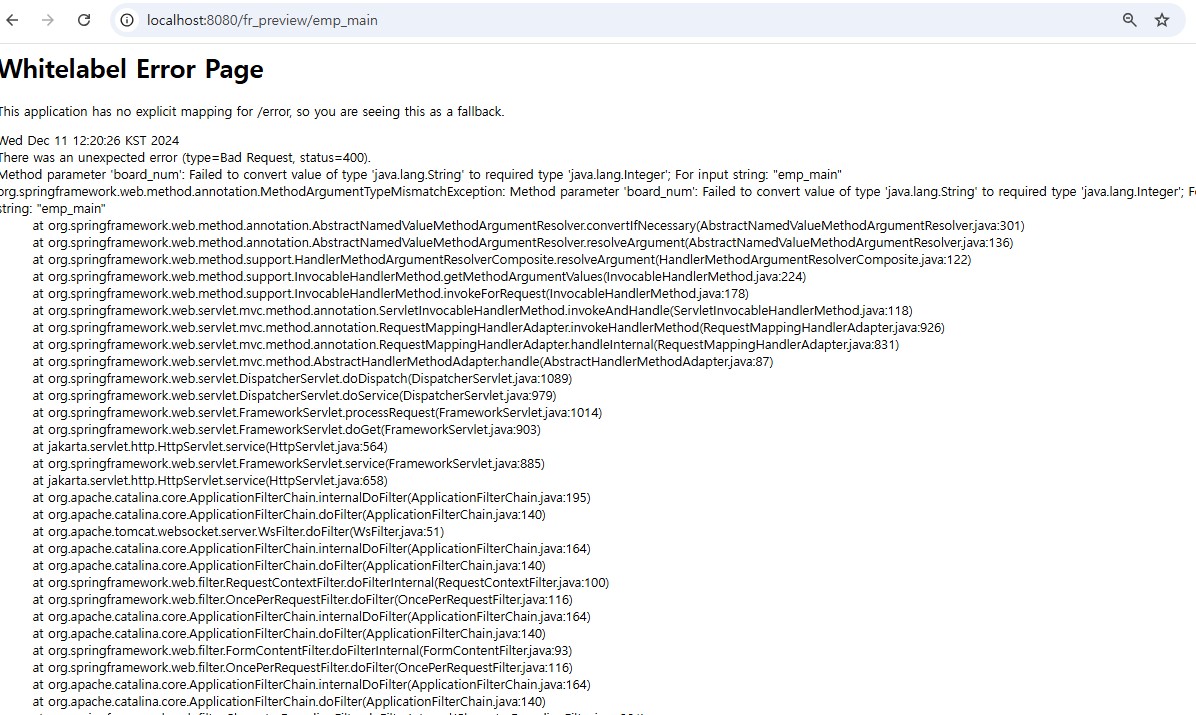 localhost:8080/fr_preview/emp_main
Whitelabel Error Page
This application has no explicit mapping for /error, so you are seeing this as a fallback.
Wed Dec 11 12:20:26 KST 2024
There was an unexpected error (type=Bad Request, status=400).
Method parameter 'board_num': Failed to convert value of type 'java.lang.String' to required type 'java.lang.Integer'; For input string: "emp_main"
org.springframework.web.method.annotation.MethodArgumentTypeMismatchException: Method parameter 'board_num': Failed to convert value of type 'java.lang.String' to required type 'java.lang.Integer'; F
string: "emp_main"
at org.springframework.web.method.annotation.AbstractNamedValueMethodArgumentResolver.convertIfNecessary(AbstractNamedValueMethodArgumentResolver.java:301)
at org.springframework.web.method.annotation.AbstractNamedValueMethodArgumentResolver.resolveArgument(AbstractNamedValueMethodArgumentResolver.java:136)
at org.springframework.web.method.support.HandlerMethodArgumentResolverComposite.resolveArgument(HandlerMethodArgumentResolverComposite.java:122)
at org.springframework.web.method.support.InvocableHandlerMethod.getMethodArgumentValues(InvocableHandlerMethod.java:224)
at org.springframework.web.method.support.InvocableHandlerMethod.invokeForRequest(InvocableHandlerMethod.java:178)
at org.springframework.web.servlet.mvc.method.annotation.ServletInvocableHandlerMethod.invokeAndHandle(ServletInvocableHandlerMethod.java:118)
at org.springframework.web.servlet.mvc.method.annotation.RequestMappingHandlerAdapter.invokeHandlerMethod(RequestMappingHandlerAdapter.java:926)
at org.springframework.web.servlet.mvc.method.annotation.RequestMappingHandlerAdapter.handleInternal(RequestMappingHandlerAdapter.java:831)
at org.springframework.web.servlet.mvc.method.AbstractHandlerMethodAdapter.handle(AbstractHandlerMethodAdapter.java:87)
at org.springframework.web.servlet.DispatcherServlet.doDispatch(DispatcherServlet.java:1089)
at org.springframework.web.servlet.DispatcherServlet.doService(DispatcherServlet.java:979)
at org.springframework.web.servlet.FrameworkServlet.processRequest(FrameworkServlet.java:1014)
at org.springframework.web.servlet.FrameworkServlet.doGet(FrameworkServlet.java:903)
at jakarta.servlet.http.HttpServlet.service(HttpServlet.java:564)
at org.springframework.web.servlet.FrameworkServlet.service(FrameworkServlet.java:885)
at jakarta.servlet.http.HttpServlet.service(HttpServlet.java:658)
at org.apache.catalina.core.ApplicationFilterChain.internalDoFilter(ApplicationFilterChain.java:195)
at org.apache.catalina.core.ApplicationFilterChain.doFilter(ApplicationFilterChain.java:140)
at org.apache.tomcat.websocket.server.WsFilter.doFilter(WsFilter.java:51)
at org.apache.catalina.core.ApplicationFilterChain.internalDoFilter(ApplicationFilterChain.java:164)
at org.apache.catalina.core.ApplicationFilterChain.doFilter(ApplicationFilterChain.java:140)
at org.springframework.web.filter.RequestContextFilter.doFilterInternal(RequestContextFilter.java:100)
at org.springframework.web.filter.OncePerRequestFilter.doFilter(OncePerRequestFilter.java:116)
at org.apache.catalina.core.ApplicationFilterChain.internalDoFilter(ApplicationFilterChain.java:164)
at org.apache.catalina.core.ApplicationFilterChain.doFilter(ApplicationFilterChain.java:140)
at org.springframework.web.filter.FormContentFilter.doFilterInternal(FormContentFilter.java:93)
at org.springframework.web.filter.OncePerRequestFilter.doFilter(OncePerRequestFilter.java:116)
at org.apache.catalina.core.ApplicationFilterChain.internalDoFilter(ApplicationFilterChain.java:164)
at org.apache.catalina.core.ApplicationFilterChain.doFilter(ApplicationFilterChain.java:140)